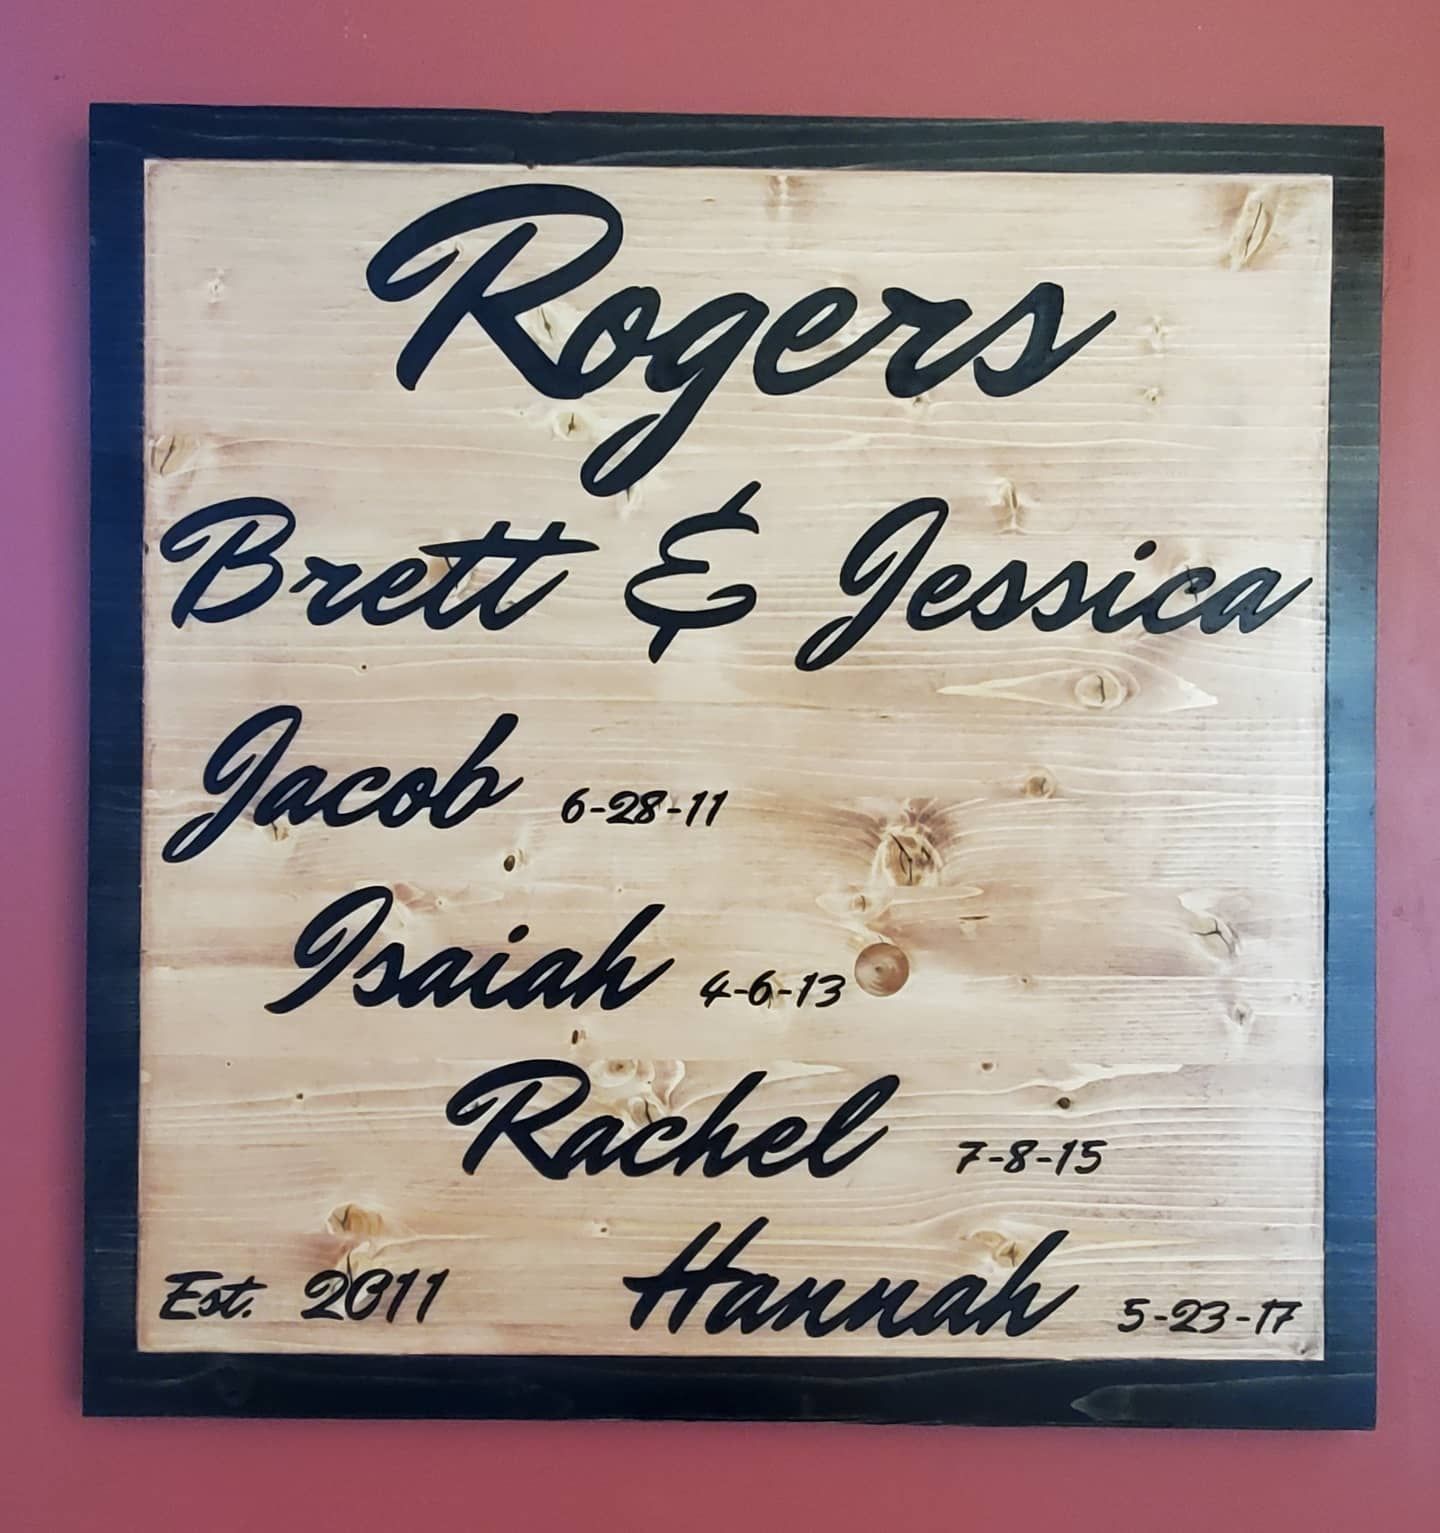 Rogers
Brett & Jessica
Jacob 6-28-11
Isaiah 4-6-13
Rachel 7-8-15
Hannah 5-23-17
Est. 2011